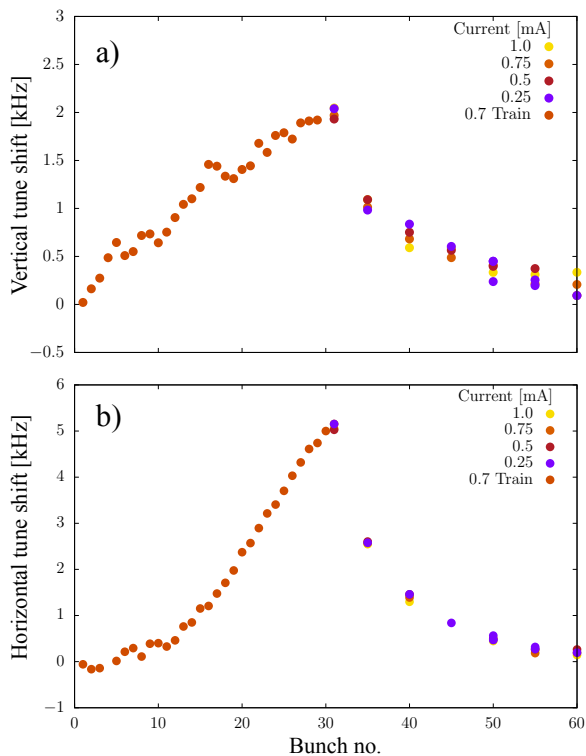 3
2.5
2
1.5
1
0.5
0
−0.5
Vertical tune shift [kHz]
a)
Current [mA]
1.0
0.75
0.5
0.25
0.7 Train
6
5
4
3
2
1
0
−1
Horizontal tune shift [kHz]
b)
Current [mA]
1.0
0.75
0.5
0.25
0.7 Train
0 10 20 30 40 50 60
Bunch no.